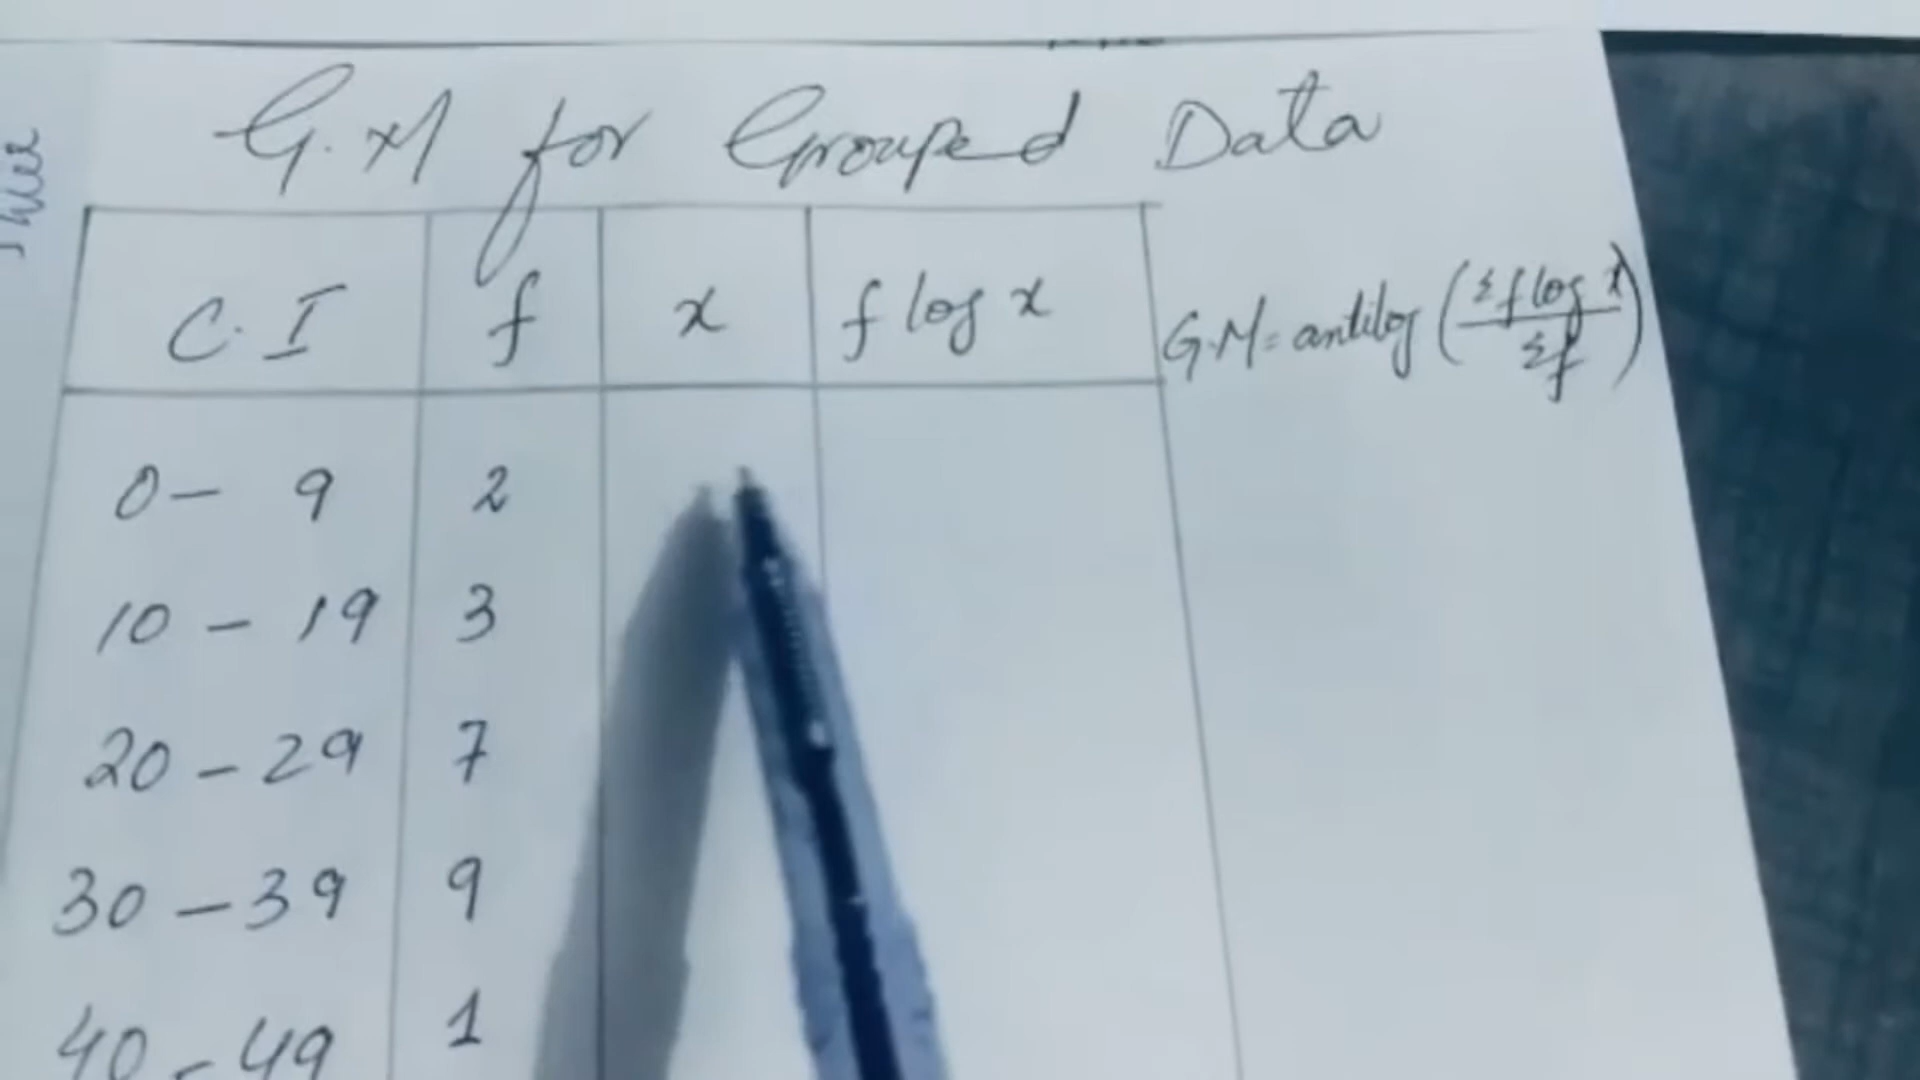 G.M for Grouped Data
C.I f x f log x G.M = antilog (Σf log x / Σf)
0 - 9 2
10 - 19 3
20 - 29 7
30 - 39 9
40 - 49 1